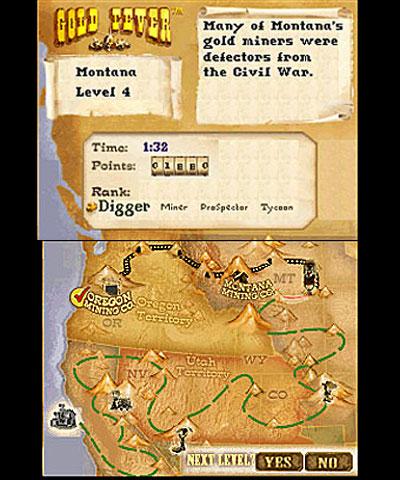 GOLD FEVER™
Montana
Level 4
Many of Montana's
gold miners were
defectors from
the Civil War.
Time: 1:32
Points:
Rank:
Digger Miner Prospector Tycoon
OREGON
MINING CO.
OR
Oregon
Territory
MONTANA
MINING CO.
MT
NV
Utah
Territory
WY
CO
NEXT LEVEL? YES NO